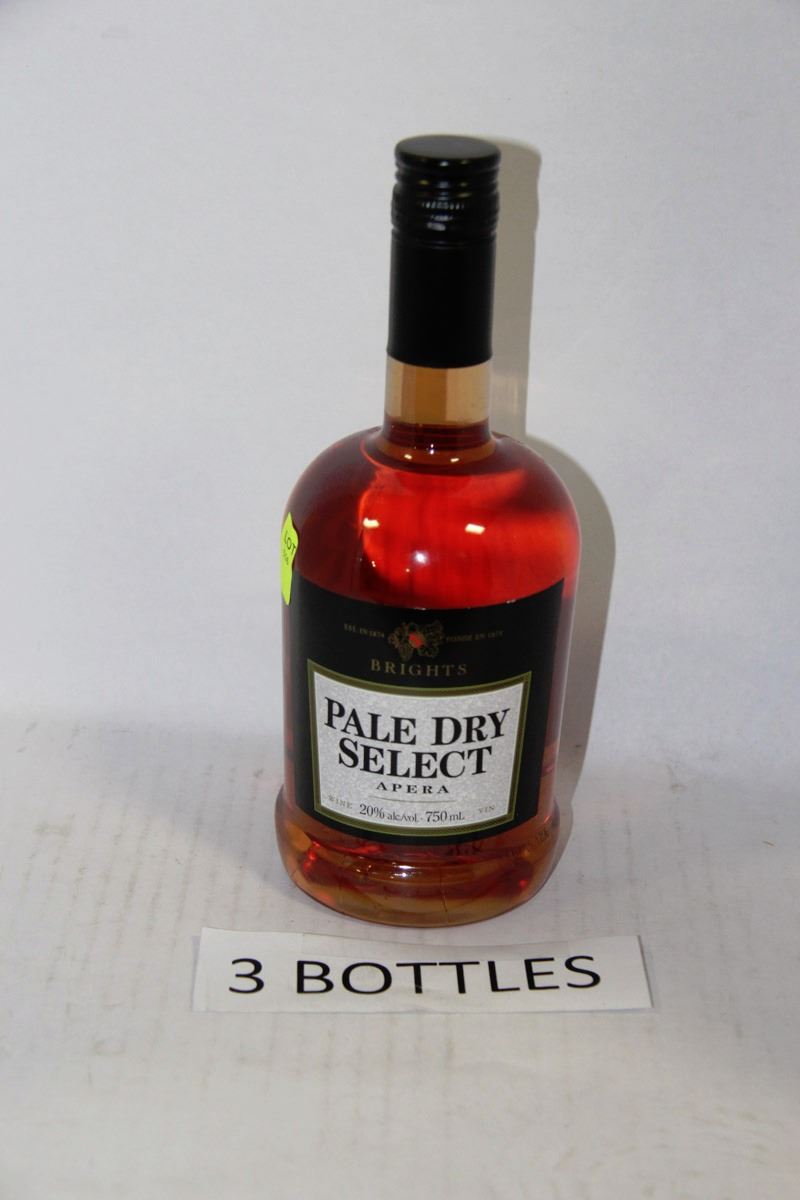 LOT
EST. IN 1874 FONDÉ EN 1874
BRIGHTS
PALE DRY
SELECT
APERA
WINE 20% alc./vol. · 750 mL VIN
3 BOTTLES